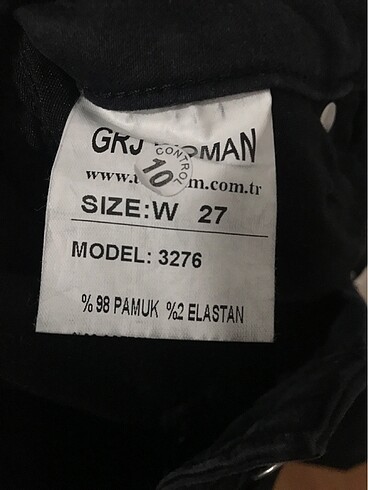 GRJ
CONTROL
10
SIZE:W 27
MODEL: 3276
%98 PAMUK %2 ELASTAN